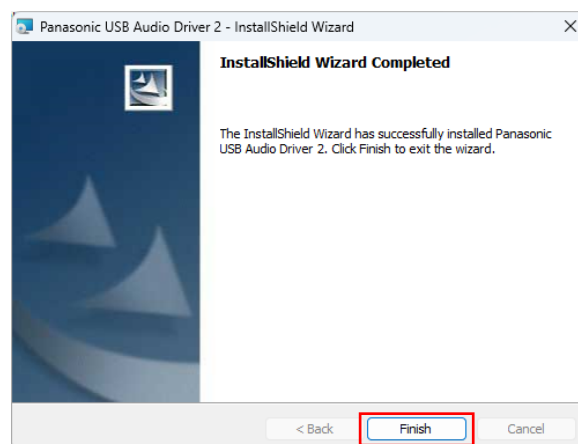 Panasonic USB Audio Driver 2 - InstallShield Wizard
InstallShield Wizard Completed
The InstallShield Wizard has successfully installed Panasonic
USB Audio Driver 2. Click Finish to exit the wizard.
< Back Finish Cancel